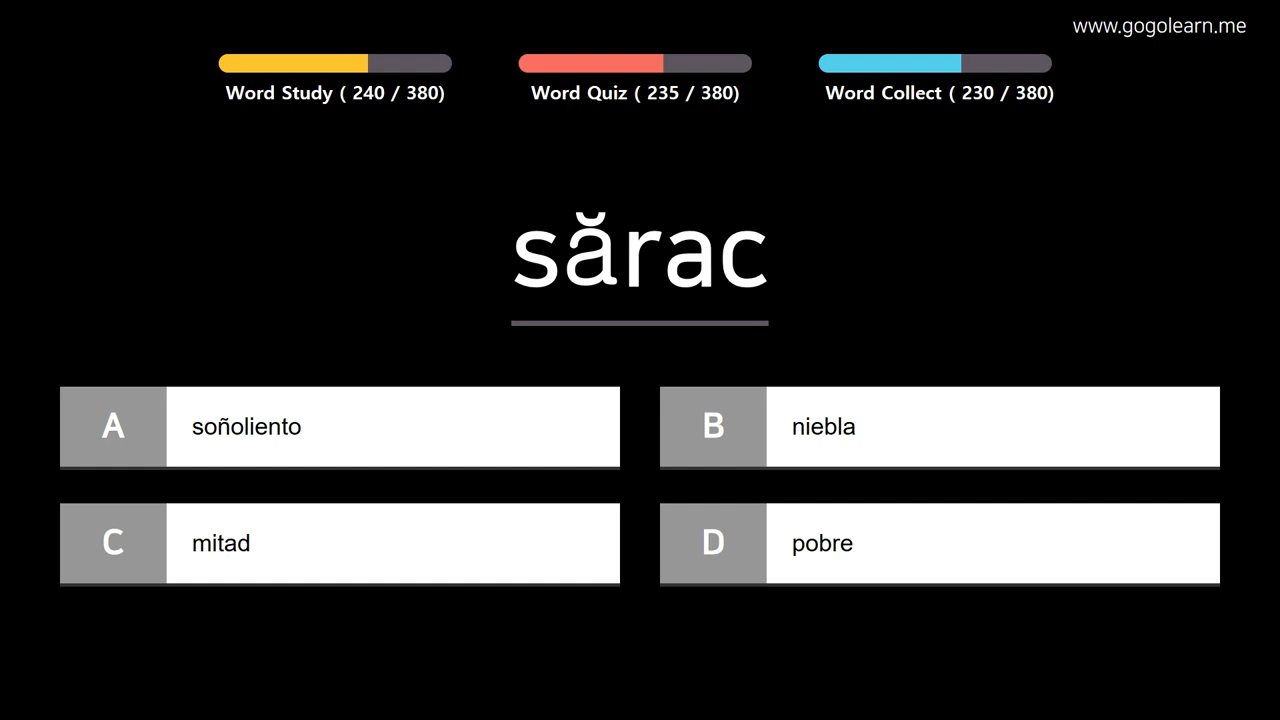 www.gogolearn.me
Word Study ( 240 / 380)
Word Quiz ( 235 / 380)
Word Collect ( 230 / 380)
sărac
A soñoliento
B niebla
C mitad
D pobre